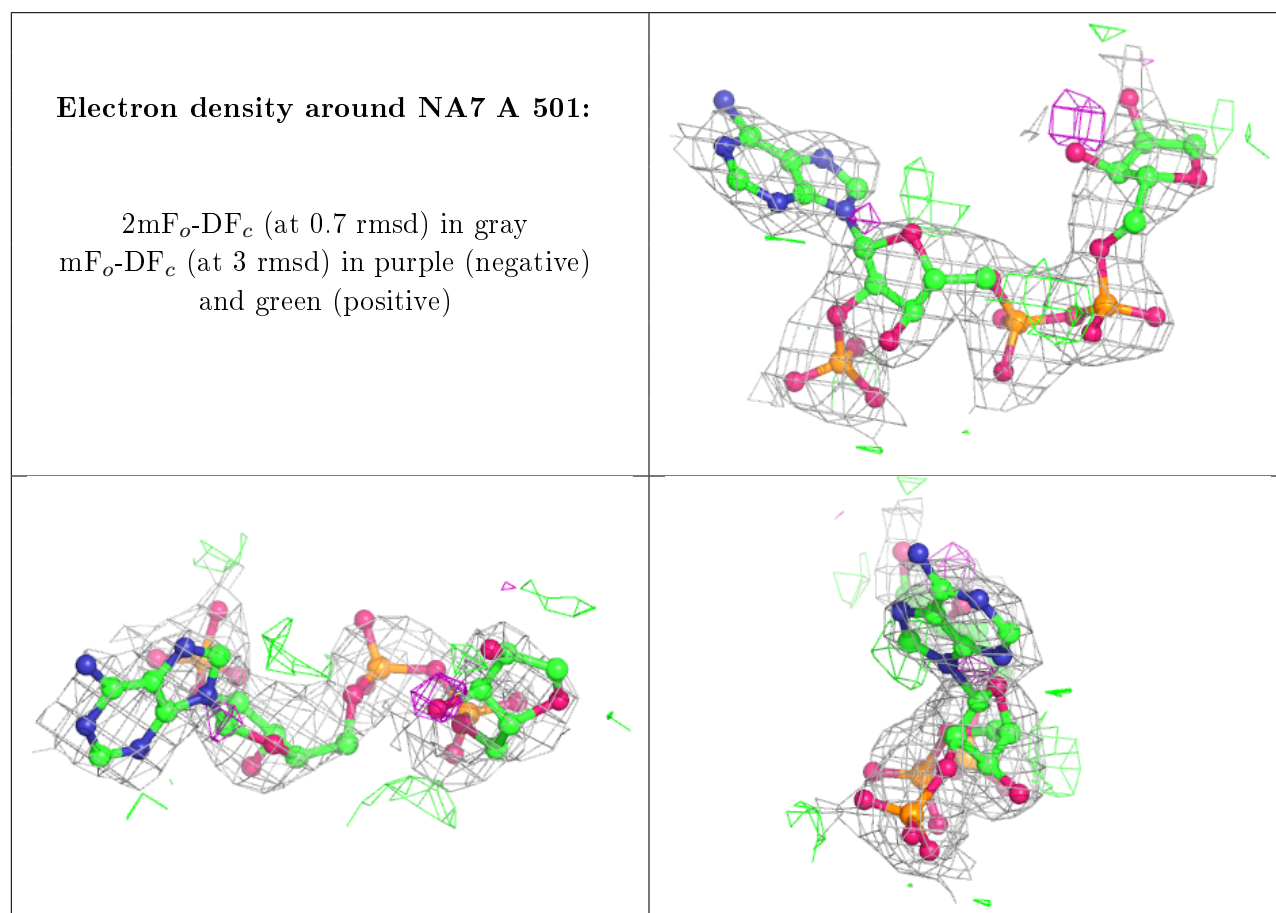 Electron density around NA7 A 501:
2mFo-DFc (at 0.7 rmsd) in gray
mFo-DFc (at 3 rmsd) in purple (negative)
and green (positive)